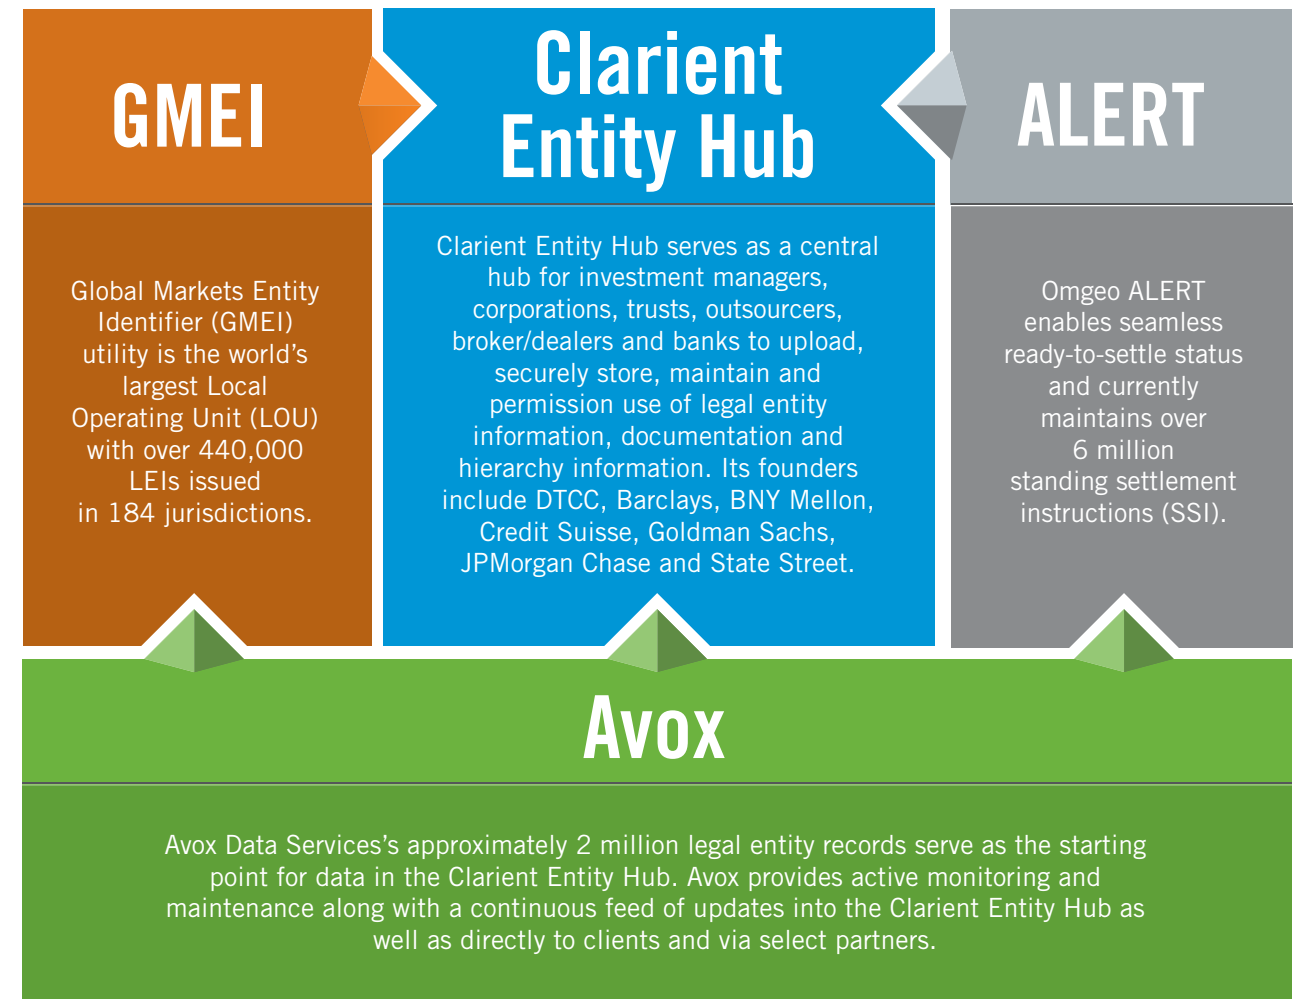 GMEI
Global Markets Entity
Identifier (GMEI)
utility is the world's
largest Local
Operating Unit (LOU)
with over 440,000
LEIs issued
in 184 jurisdictions.
Clarient
Entity Hub
Clarient Entity Hub serves as a central
hub for investment managers,
corporations, trusts, outsourcers,
broker/dealers and banks to upload,
securely store, maintain and
permission use of legal entity
information, documentation and
hierarchy information. Its founders
include DTCC, Barclays, BNY Mellon,
Credit Suisse, Goldman Sachs,
JPMorgan Chase and State Street.
ALERT
Omgeo ALERT
enables seamless
ready-to-settle status
and currently
maintains over
6 million
standing settlement
instructions (SSI).
Avox
Avox Data Services's approximately 2 million legal entity records serve as the starting
point for data in the Clarient Entity Hub. Avox provides active monitoring and
maintenance along with a continuous feed of updates into the Clarient Entity Hub as
well as directly to clients and via select partners.